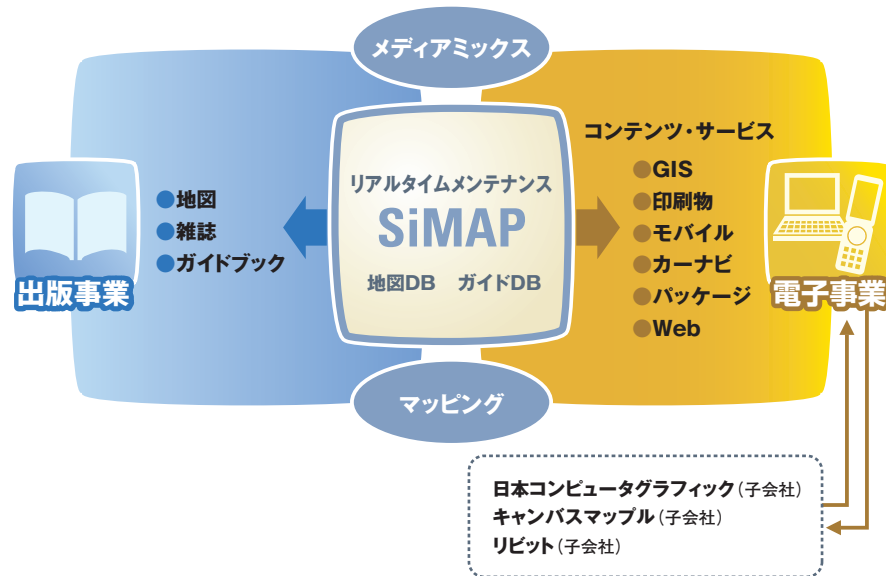 メディアミックス
リアルタイムメンテナンス
SiMAP
地図DB ガイドDB
●地図
●雑誌
●ガイドブック
出版事業
コンテンツ・サービス
●GIS
●印刷物
●モバイル
●カーナビ
●パッケージ
●Web
電子事業
マッピング
日本コンピュータグラフィック(子会社)
キャンバスマップル(子会社)
リビット(子会社)